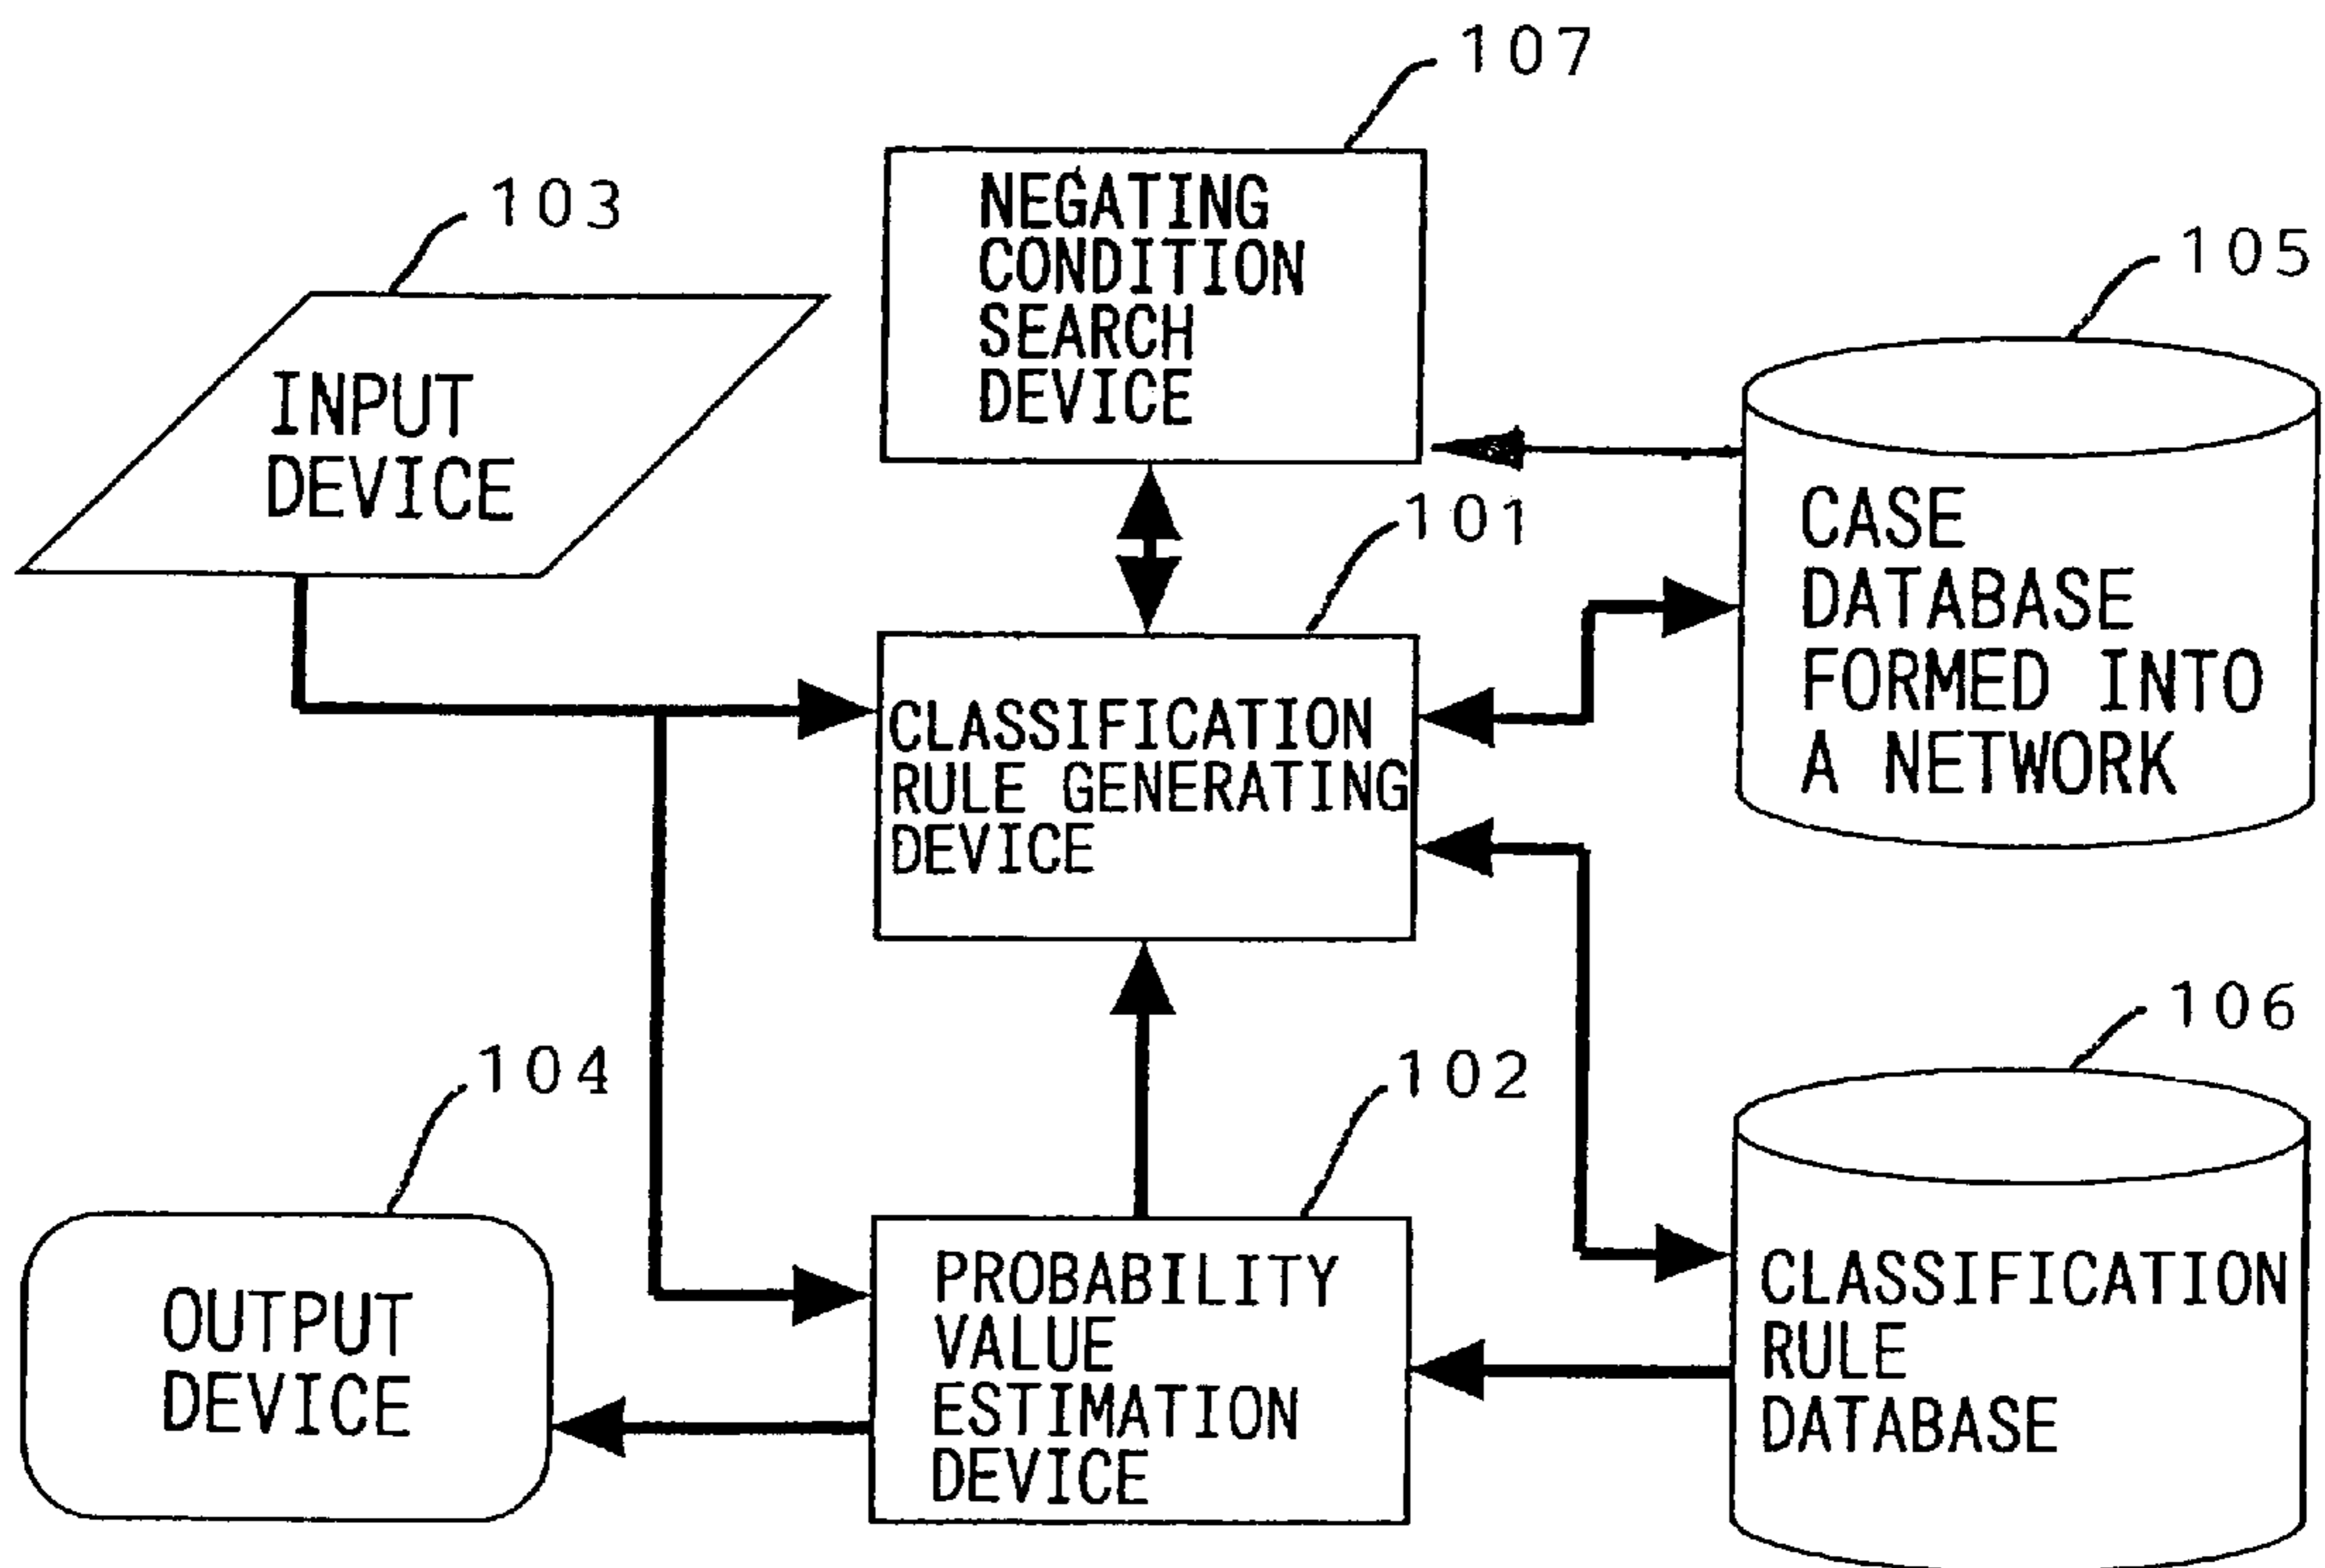 107
NEGATING
CONDITION
SEARCH
DEVICE
103
INPUT
DEVICE
105
CASE
DATABASE
FORMED INTO
A NETWORK
101
CLASSIFICATION
RULE GENERATING
DEVICE
106
CLASSIFICATION
RULE
DATABASE
104
OUTPUT
DEVICE
102
PROBABILITY
VALUE
ESTIMATION
DEVICE